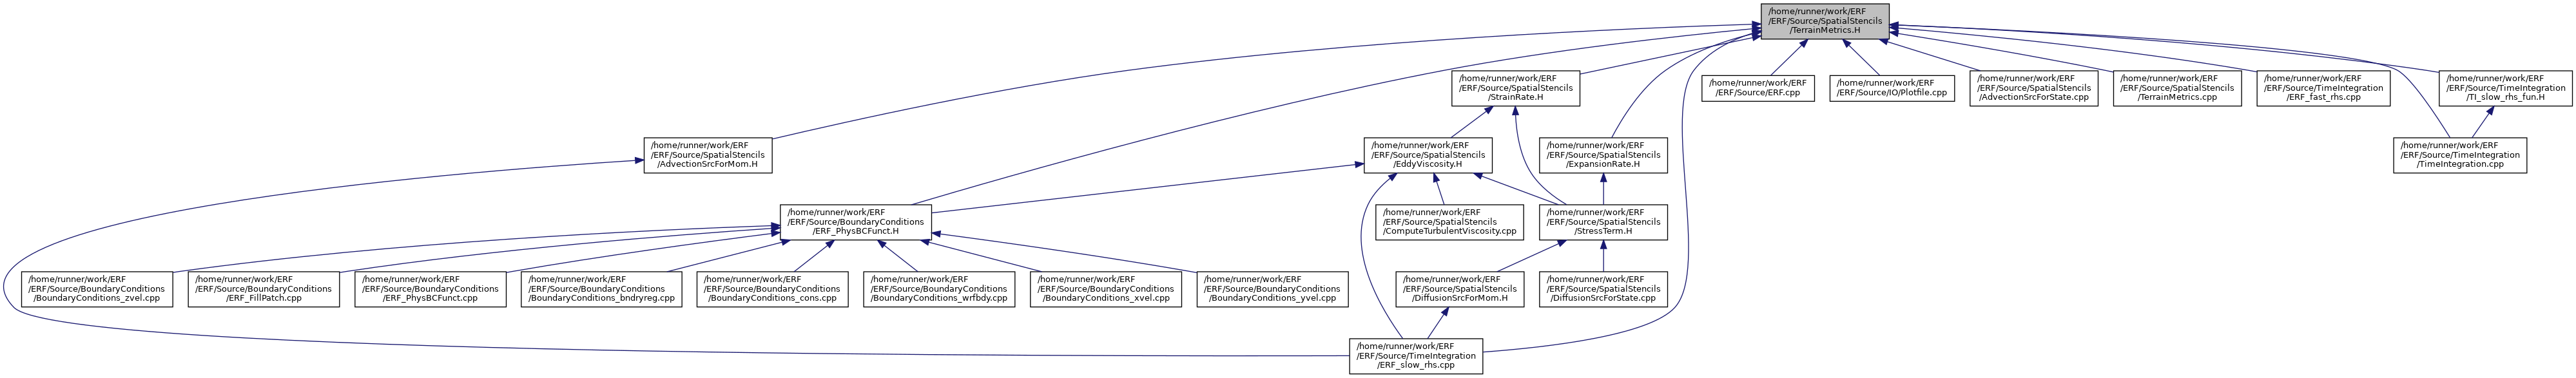 /home/runner/work/ERF
/ERF/Source/SpatialStencils
/TerrainMetrics.H
/home/runner/work/ERF
/ERF/Source/SpatialStencils
/StrainRate.H
/home/runner/work/ERF
/ERF/Source/ERF.cpp
/home/runner/work/ERF
/ERF/Source/IO/Plotfile.cpp
/home/runner/work/ERF
/ERF/Source/SpatialStencils
/AdvectionSrcForState.cpp
/home/runner/work/ERF
/ERF/Source/SpatialStencils
/TerrainMetrics.cpp
/home/runner/work/ERF
/ERF/Source/TimeIntegration
/ERF_fast_rhs.cpp
/home/runner/work/ERF
/ERF/Source/TimeIntegration
/TI_slow_rhs_fun.H
/home/runner/work/ERF
/ERF/Source/SpatialStencils
/AdvectionSrcForMom.H
/home/runner/work/ERF
/ERF/Source/SpatialStencils
/EddyViscosity.H
/home/runner/work/ERF
/ERF/Source/SpatialStencils
/ExpansionRate.H
/home/runner/work/ERF
/ERF/Source/TimeIntegration
/TimeIntegration.cpp
/home/runner/work/ERF
/ERF/Source/BoundaryConditions
/ERF_PhysBCFunct.H
/home/runner/work/ERF
/ERF/Source/SpatialStencils
/ComputeTurbulentViscosity.cpp
/home/runner/work/ERF
/ERF/Source/SpatialStencils
/StressTerm.H
/home/runner/work/ERF
/ERF/Source/BoundaryConditions
/BoundaryConditions_zvel.cpp
/home/runner/work/ERF
/ERF/Source/BoundaryConditions
/ERF_FillPatch.cpp
/home/runner/work/ERF
/ERF/Source/BoundaryConditions
/ERF_PhysBCFunct.cpp
/home/runner/work/ERF
/ERF/Source/BoundaryConditions
/BoundaryConditions_bndryreg.cpp
/home/runner/work/ERF
/ERF/Source/BoundaryConditions
/BoundaryConditions_cons.cpp
/home/runner/work/ERF
/ERF/Source/BoundaryConditions
/BoundaryConditions_wrfbdy.cpp
/home/runner/work/ERF
/ERF/Source/BoundaryConditions
/BoundaryConditions_xvel.cpp
/home/runner/work/ERF
/ERF/Source/BoundaryConditions
/BoundaryConditions_yvel.cpp
/home/runner/work/ERF
/ERF/Source/SpatialStencils
/DiffusionSrcForMom.H
/home/runner/work/ERF
/ERF/Source/SpatialStencils
/DiffusionSrcForState.cpp
/home/runner/work/ERF
/ERF/Source/TimeIntegration
/ERF_slow_rhs.cpp